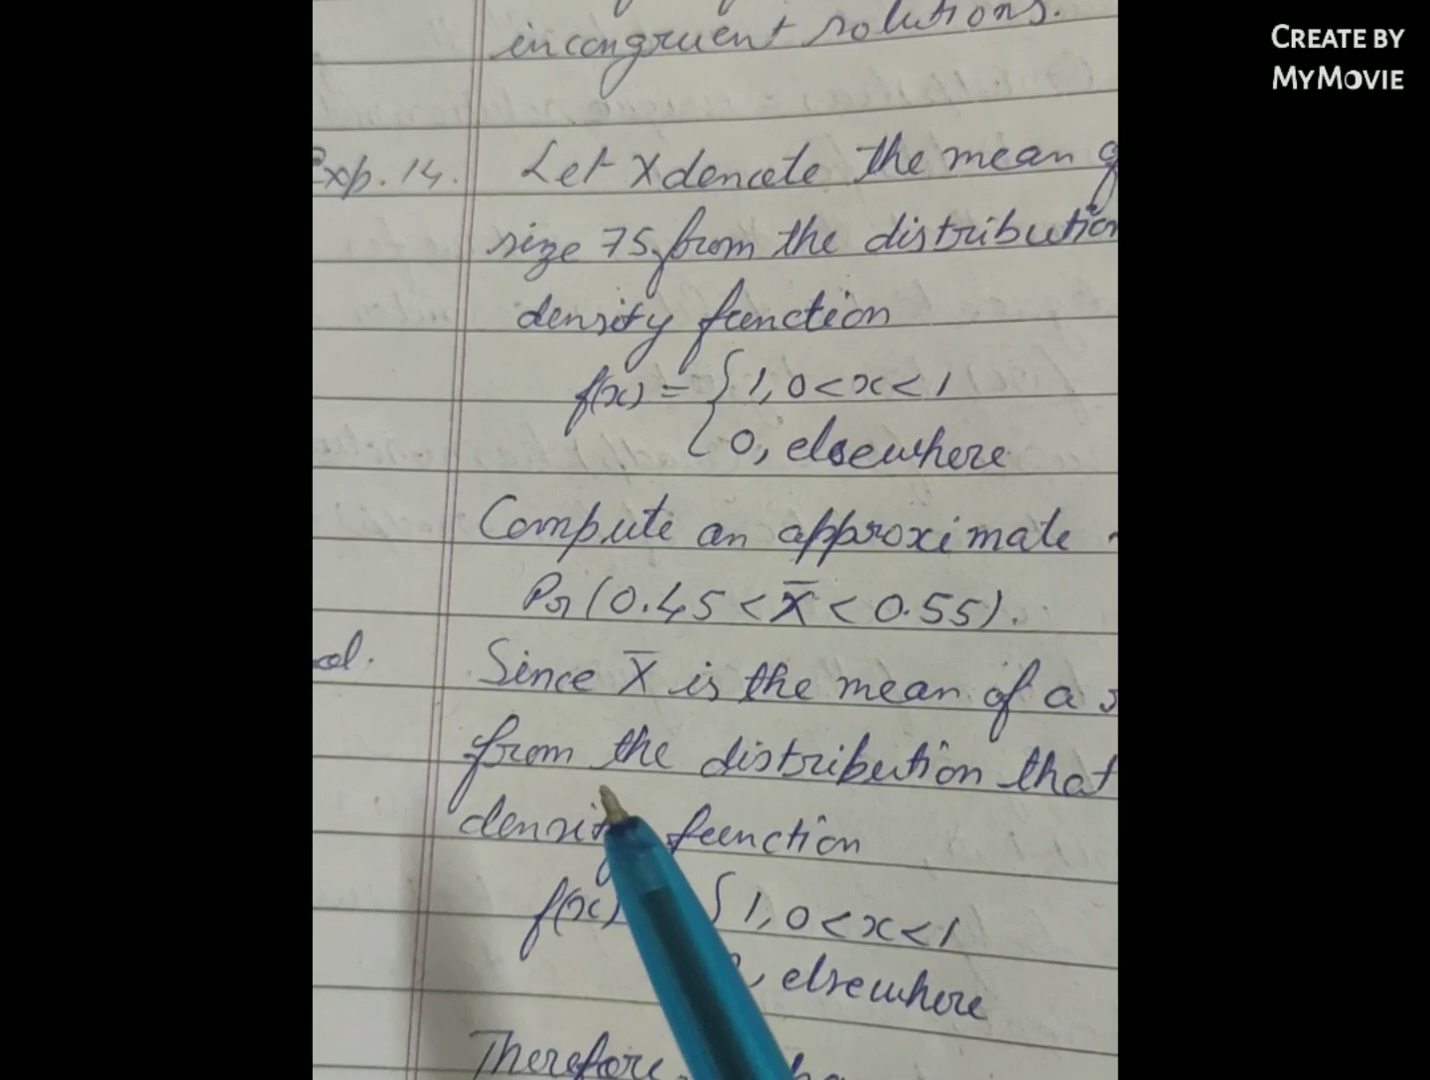 incongruent solutions.
Exp. 14. Let X dencete the mean
size 75, from the distribution
density function
f(x) = { 1, 0 < x < 1
0, elsewhere
Compute an approximate
Pr (0.45 < X̄ < 0.55).
Since X̄ is the mean of a
from the distribution that
density function
f(x) { 1, 0 < x < 1
, elsewhere
Therefore,
CREATE BY
MYMOVIE